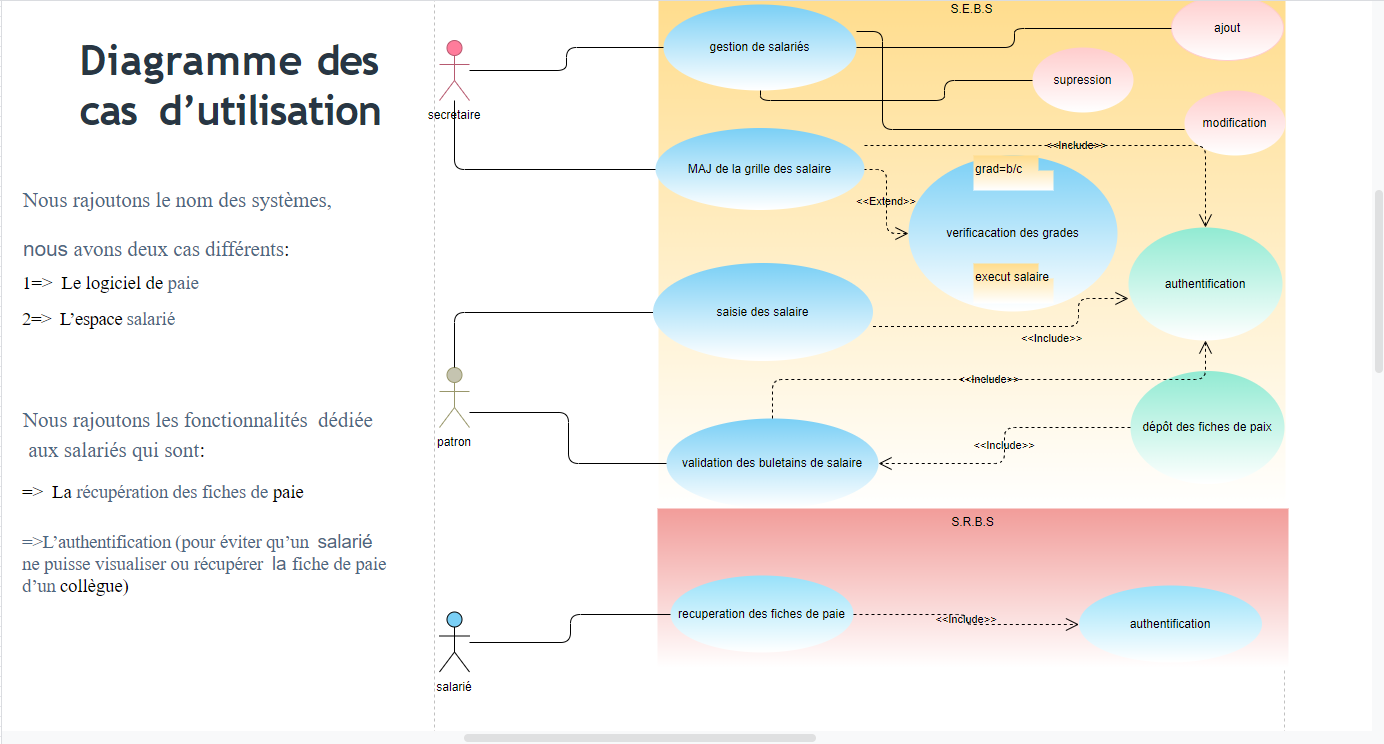 Diagramme des
cas d’utilisation
Nous rajoutons le nom des systèmes,
nous avons deux cas différents:
1=> Le logiciel de paie
2=> L’espace salarié
Nous rajoutons les fonctionnalités dédiée
aux salariés qui sont:
=> La récupération des fiches de paie
=>L’authentification (pour éviter qu’un salarié
ne puisse visualiser ou récupérer la fiche de paie
d’un collègue)
S.E.B.S
secretaire
gestion de salariés
ajout
supression
modification
<<Include>>
MAJ de la grille des salaire
<<Extend>>
grad=b/c
verificacation des grades
execut salaire
authentification
saisie des salaire
<<Include>>
patron
<<Include>>
dépôt des fiches de paix
<<Include>>
validation des buletains de salaire
S.R.B.S
salarié
recuperation des fiches de paie
<<Include>>
authentification